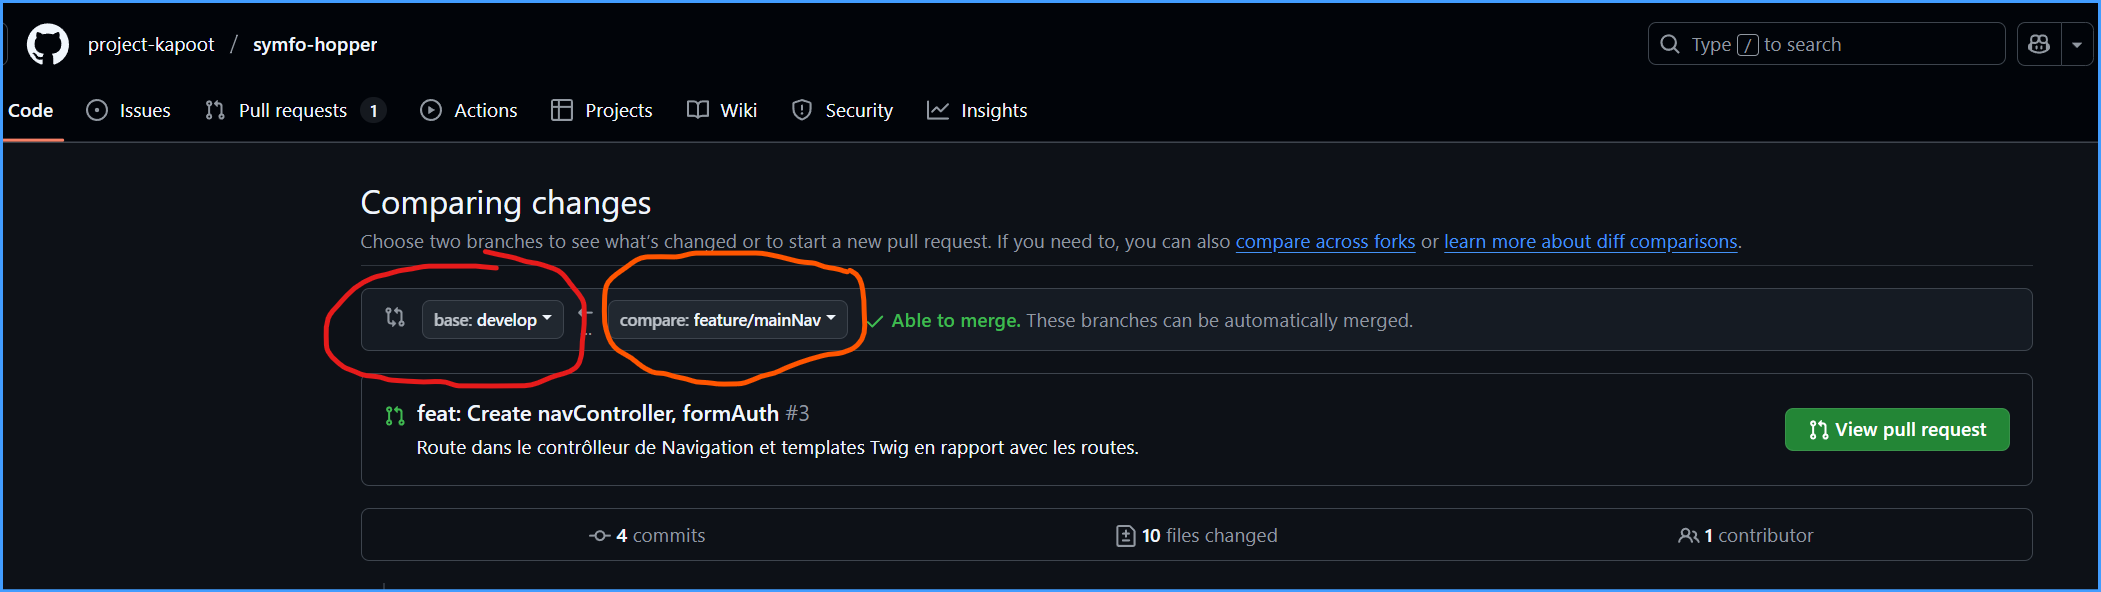 project-kapoot / symfo-hopper
Type / to search
Code Issues Pull requests 1 Actions Projects Wiki Security Insights
Comparing changes
Choose two branches to see what's changed or to start a new pull request. If you need to, you can also compare across forks or learn more about diff comparisons.
base: develop compare: feature/mainNav Able to merge. These branches can be automatically merged.
feat: Create navController, formAuth #3
Route dans le contrôlleur de Navigation et templates Twig en rapport avec les routes.
View pull request
4 commits 10 files changed 1 contributor